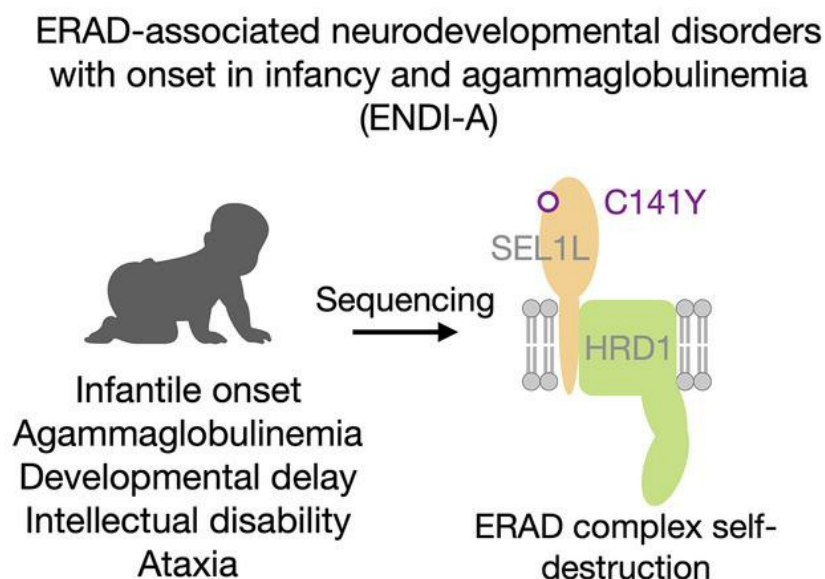 ERAD-associated neurodevelopmental disorders
with onset in infancy and agammaglobulinemia
(ENDI-A)
C141Y
SEL1L
Sequencing
HRD1
Infantile onset
Agammaglobulinemia
Developmental delay
Intellectual disability
Ataxia
ERAD complex self-
destruction